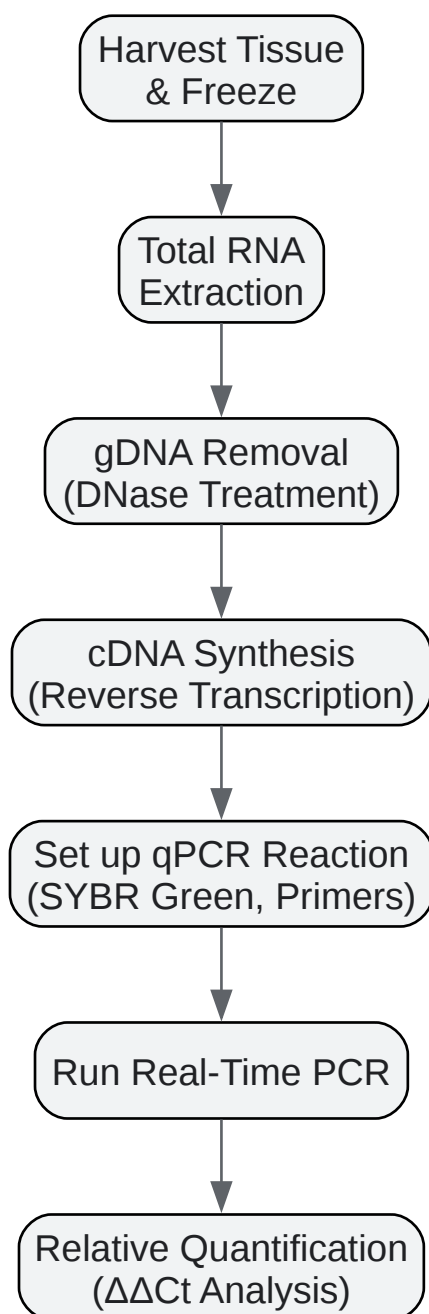 Harvest Tissue
& Freeze
Total RNA
Extraction
gDNA Removal
(DNase Treatment)
cDNA Synthesis
(Reverse Transcription)
Set up qPCR Reaction
(SYBR Green, Primers)
Run Real-Time PCR
Relative Quantification
(ΔΔCt Analysis)